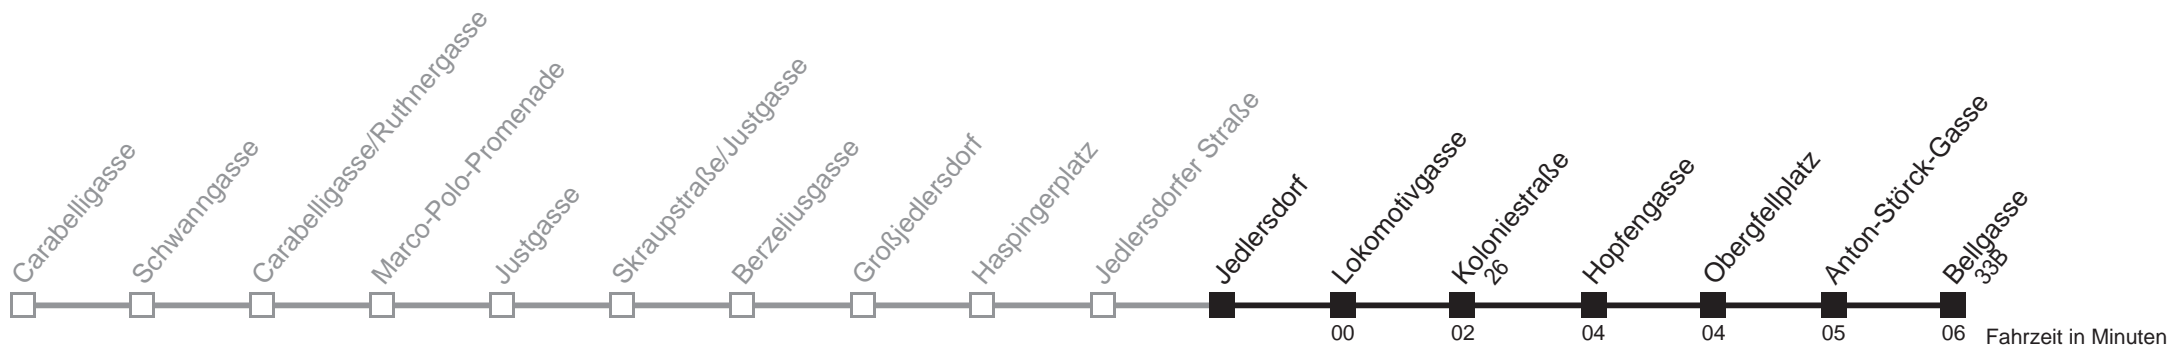 Carabelligasse
Schwanngasse
Carabelligasse/Ruthnergasse
Marco-Polo-Promenade
Justgasse
Skraupstraße/Justgasse
Berzeliusgasse
Großjedlersdorf
Haspingerplatz
Jedlersdorfer Straße
Jedlersdorf
Lokomotivgasse
Koloniestraße
26
Hopfengasse
Obergfellplatz
Anton-Störck-Gasse
Bellgasse
33B
00
02
04
04
05
06
Fahrzeit in Minuten